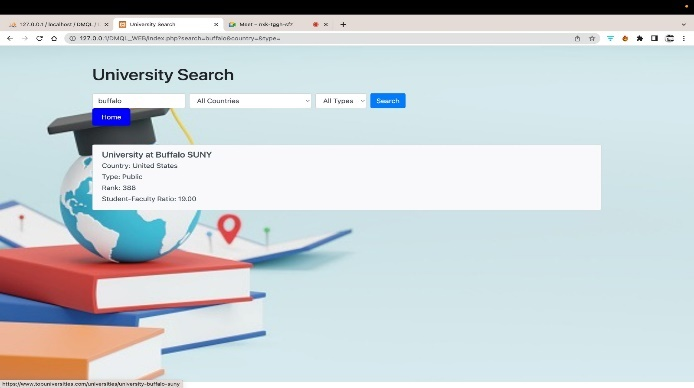 127.0.0.1 / localhost / DMQL /
University Search
127.0.0.1/DMQL_WEB/index.php?search=buffalo&country=&type=
University Search
buffalo
All Countries
All Types
Search
Home
University at Buffalo SUNY
Country: United States
Type: Public
Rank: 388
Student-Faculty Ratio: 19.00
https://www.topuniversities.com/universities/university-buffalo-suny